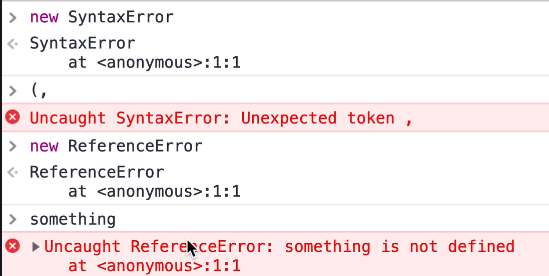 new SyntaxError
SyntaxError
at <anonymous>:1:1
(,
Uncaught SyntaxError: Unexpected token ,
new ReferenceError
ReferenceError
at <anonymous>:1:1
something
Uncaught ReferenceError: something is not defined
at <anonymous>:1:1